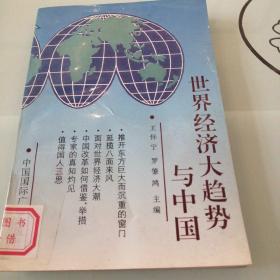 世界经济大趋势
与中国
王怀宁 罗肇鸿 主编
·推开东方巨大而沉重的窗门
·观楼八面来风
·面对世界经济大潮
·中国改革如何借鉴、举措
·专家的真知灼见
·值得国人三思
·中国国际广
图书
借